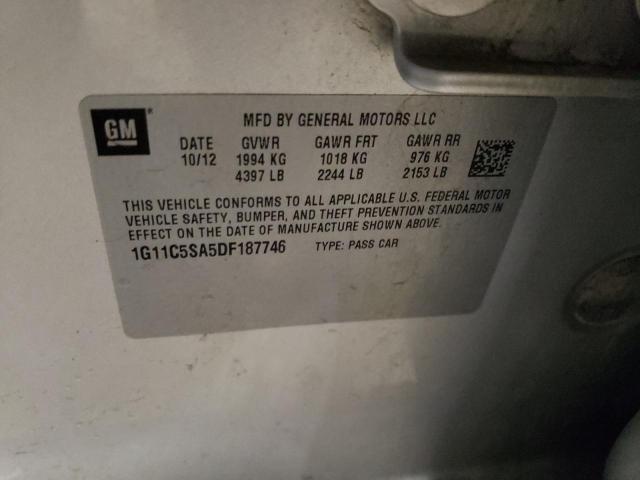 GM
MFD BY GENERAL MOTORS LLC
DATE GVWR GAWR FRT GAWR RR
10/12 1994 KG 1018 KG 976 KG
4397 LB 2244 LB 2153 LB
THIS VEHICLE CONFORMS TO ALL APPLICABLE U.S. FEDERAL MOTOR
VEHICLE SAFETY, BUMPER, AND THEFT PREVENTION STANDARDS IN
EFFECT ON THE DATE OF MANUFACTURE SHOWN ABOVE.
1G11C5SA5DF187746 TYPE: PASS CAR